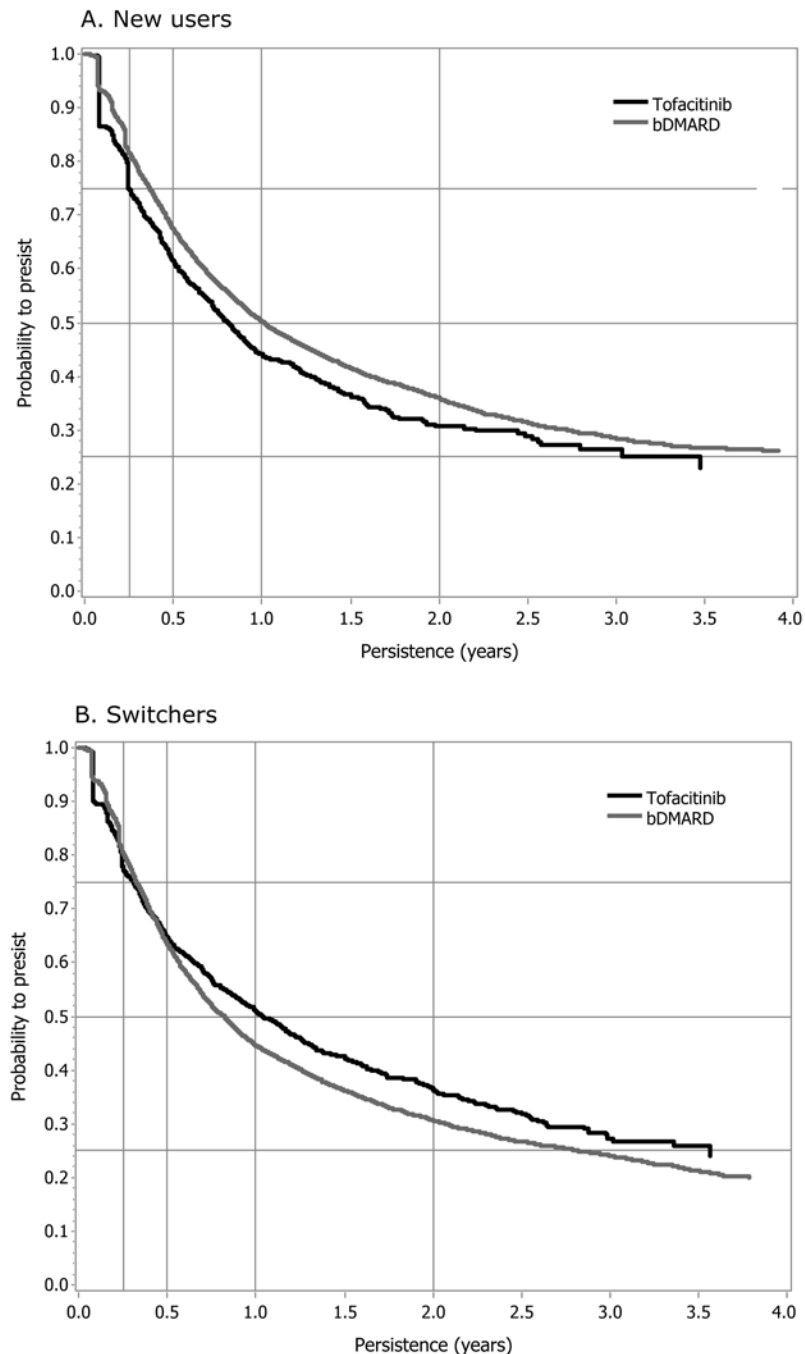 A. New users
1.0
0.9
0.8
0.7
0.6
0.5
0.4
0.3
0.2
0.1
0.0
Probability to presist
Tofacitinib
bDMARD
0.0 0.5 1.0 1.5 2.0 2.5 3.0 3.5 4.0
Persistence (years)
B. Switchers
1.0
0.9
0.8
0.7
0.6
0.5
0.4
0.3
0.2
0.1
0.0
Probability to presist
Tofacitinib
bDMARD
0.0 0.5 1.0 1.5 2.0 2.5 3.0 3.5 4.0
Persistence (years)